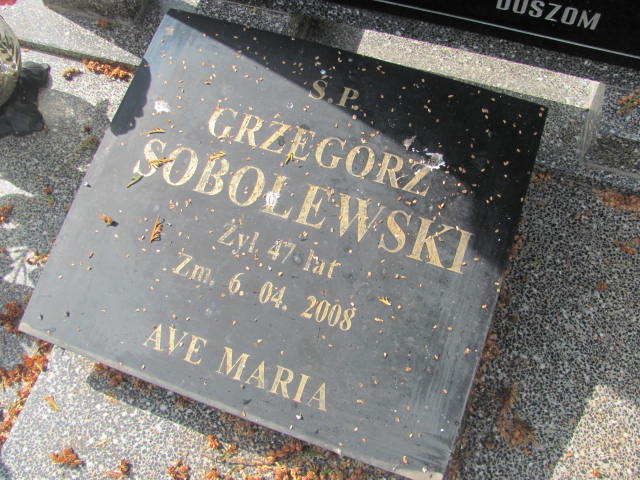 DUSZOM
Ś.P.
GRZEGORZ
SOBOLEWSKI
Żył 47 lat
Zm. 6. 04. 2008
AVE MARIA